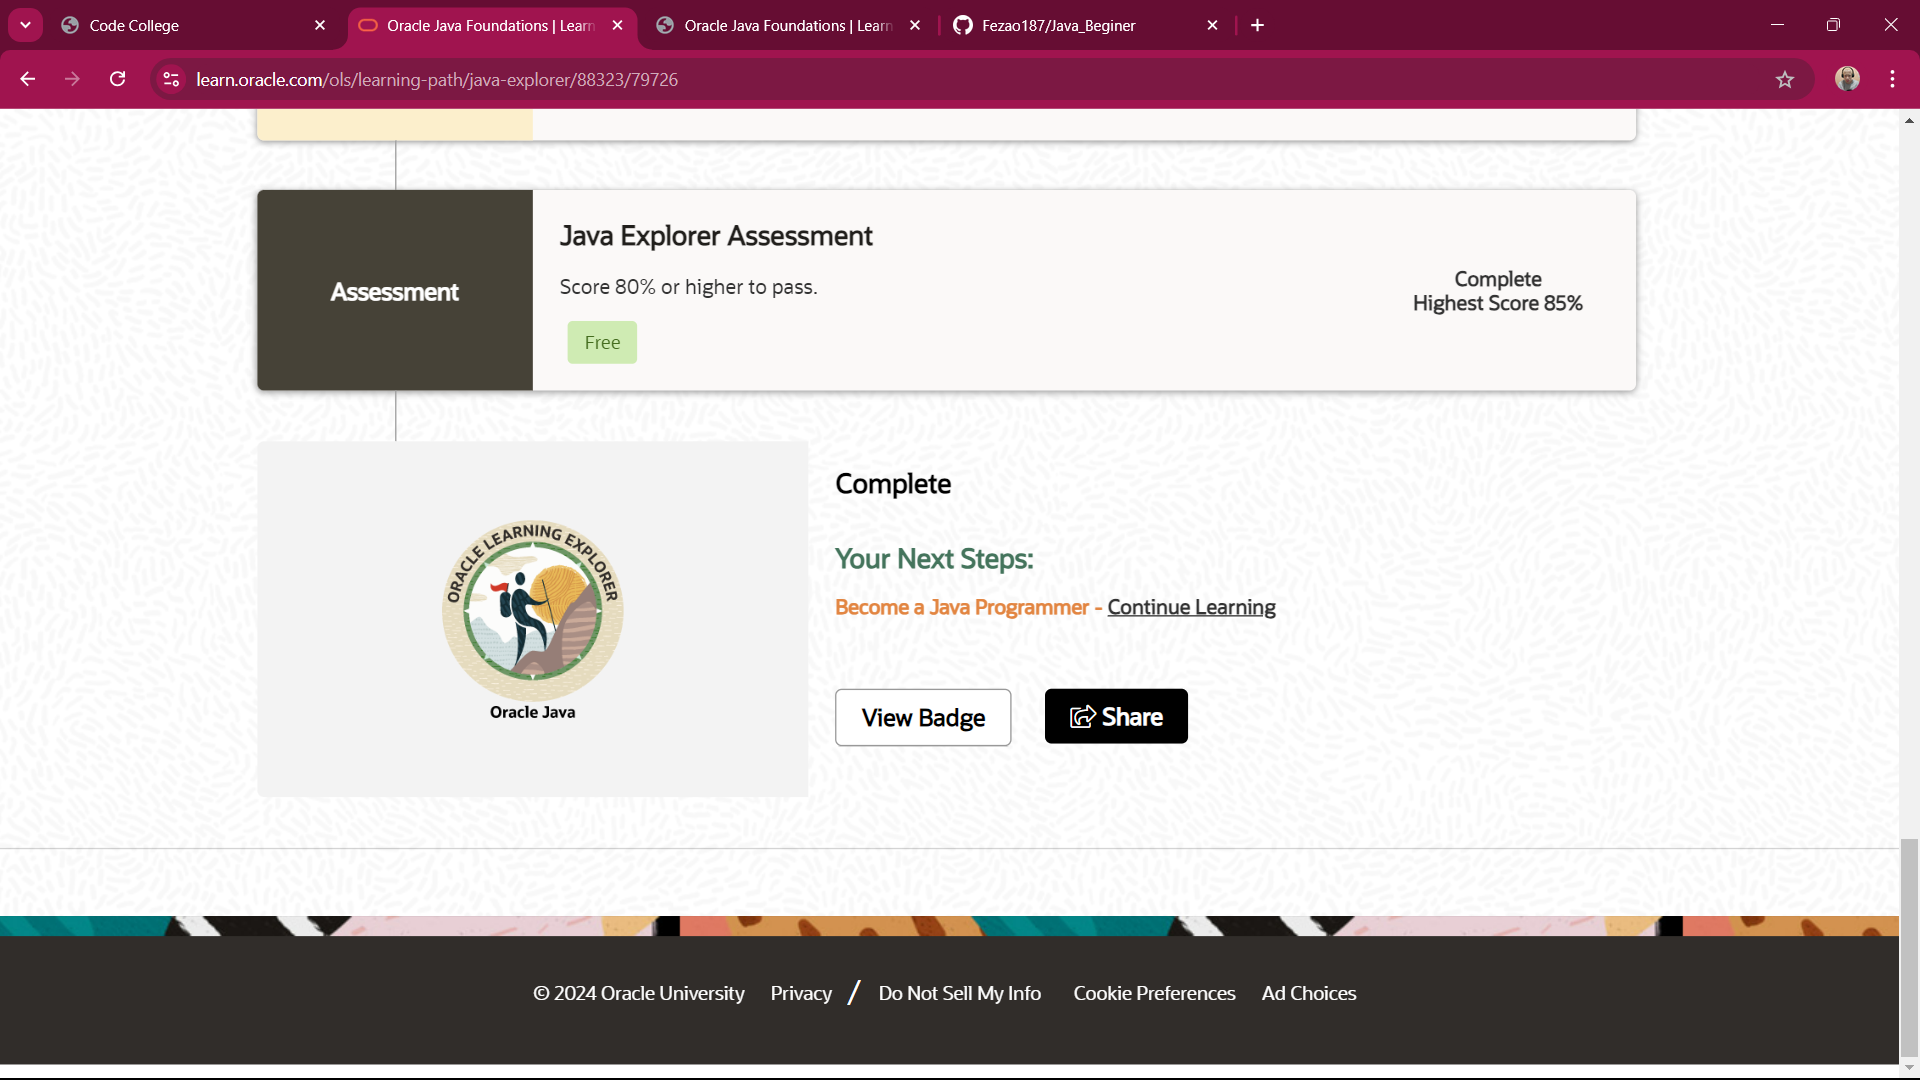 Code College
Oracle Java Foundations | Learn
Oracle Java Foundations | Learn
Fezao187/Java_Beginer
learn.oracle.com/ols/learning-path/java-explorer/88323/79726
Assessment
Java Explorer Assessment
Score 80% or higher to pass.
Free
Complete
Highest Score 85%
ORACLE LEARNING EXPLORER
Oracle Java
Complete
Your Next Steps:
Become a Java Programmer - Continue Learning
View Badge
Share
© 2024 Oracle University Privacy / Do Not Sell My Info Cookie Preferences Ad Choices